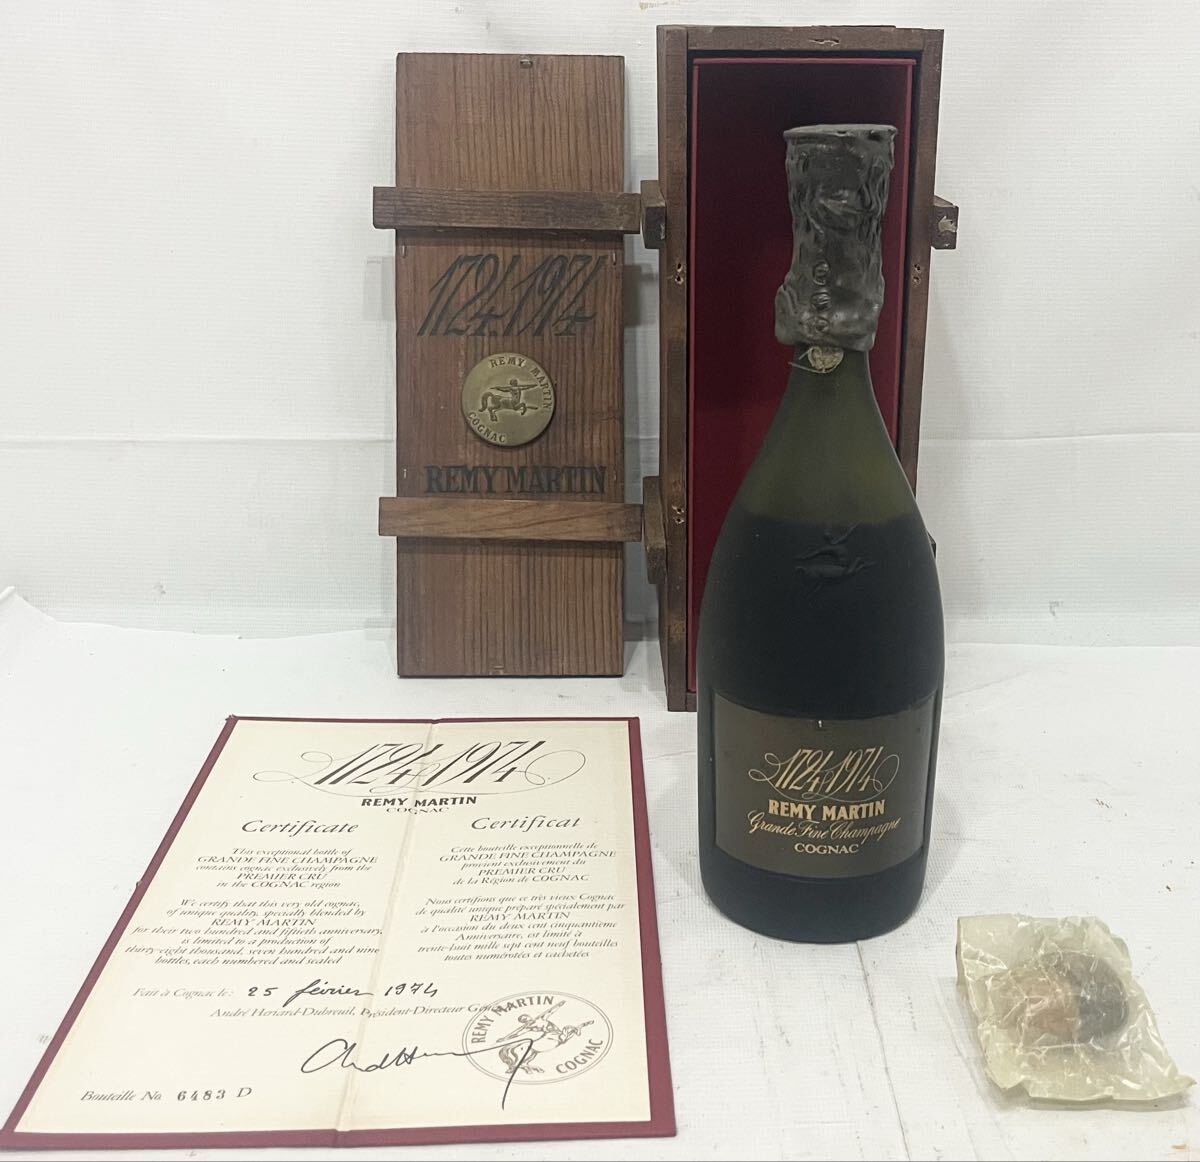 1724.1974
REMY MARTIN
COGNAC
REMY MARTIN
1724.1974
REMY MARTIN
Grande Fine Champagne
COGNAC
1724.1974
REMY MARTIN
COGNAC
Certificate
This exceptional bottle of
GRANDE FINE CHAMPAGNE
contains cognac exclusively from the
PREMIER CRU
in the COGNAC region
We certify that this very old cognac,
of unique quality, specially blended by
REMY MARTIN
for their two hundred and fiftieth anniversary,
is limited to a production of
thirty eight thousand, seven hundred and nine
bottles, each numbered and sealed
Certificat
Cette bouteille exceptionnelle de
GRANDE FINE CHAMPAGNE
provient exclusivement du
PREMIER CRU
de la Région de COGNAC
Nous certifions que ce très vieux Cognac
de qualité unique préparé spécialement par
REMY MARTIN
à l'occasion du deux cent cinquantième
Anniversaire, est limité à
trente-huit mille sept cent neuf bouteilles
toutes numérotées et cachetées
Fait à Cognac le: 25 février 1974
André Heriard-Dubreuil, Président-Directeur
REMY MARTIN
COGNAC
Bouteille No 6483 D